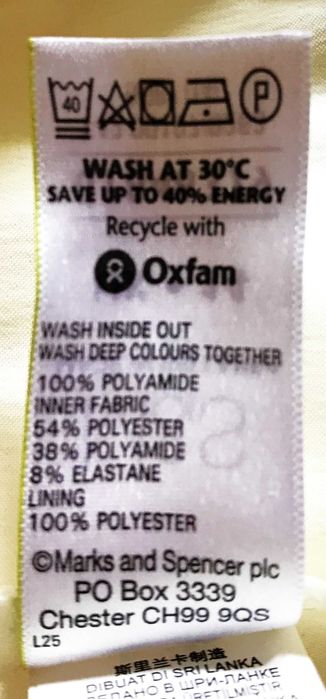 40 P
WASH AT 30°C
SAVE UP TO 40% ENERGY
Recycle with
Oxfam
WASH INSIDE OUT
WASH DEEP COLOURS TOGETHER
100% POLYAMIDE
INNER FABRIC
54% POLYESTER
38% POLYAMIDE
8% ELASTANE
LINING
100% POLYESTER
©Marks and Spencer plc
PO Box 3339
Chester CH99 9QS
L25
斯里兰卡制造
DIBUAT DI SRI LANKA
В ШРИ-ЛАНКЕ